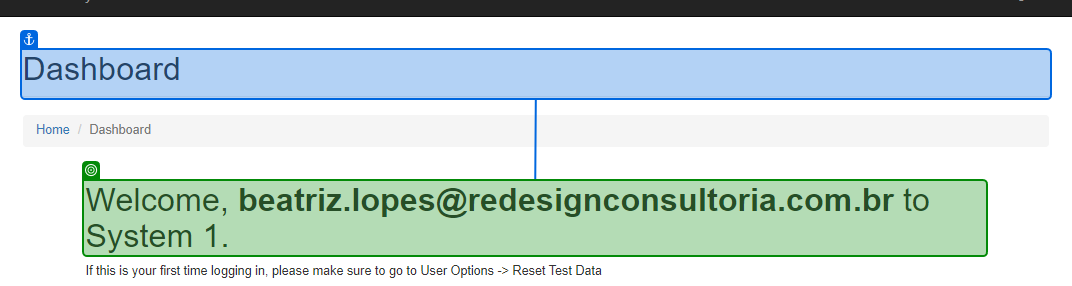 Dashboard
Home / Dashboard
Welcome, beatriz.lopes@redesignconsultoria.com.br to
System 1.
If this is your first time logging in, please make sure to go to User Options -> Reset Test Data